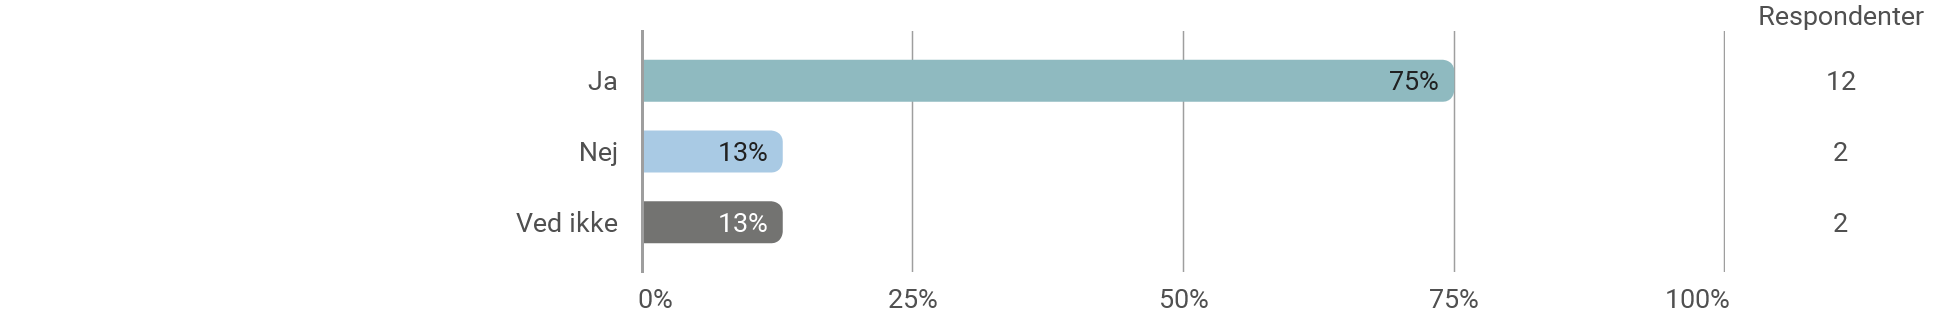 Respondenter
Ja 75% 12
Nej 13% 2
Ved ikke 13% 2
0% 25% 50% 75% 100%